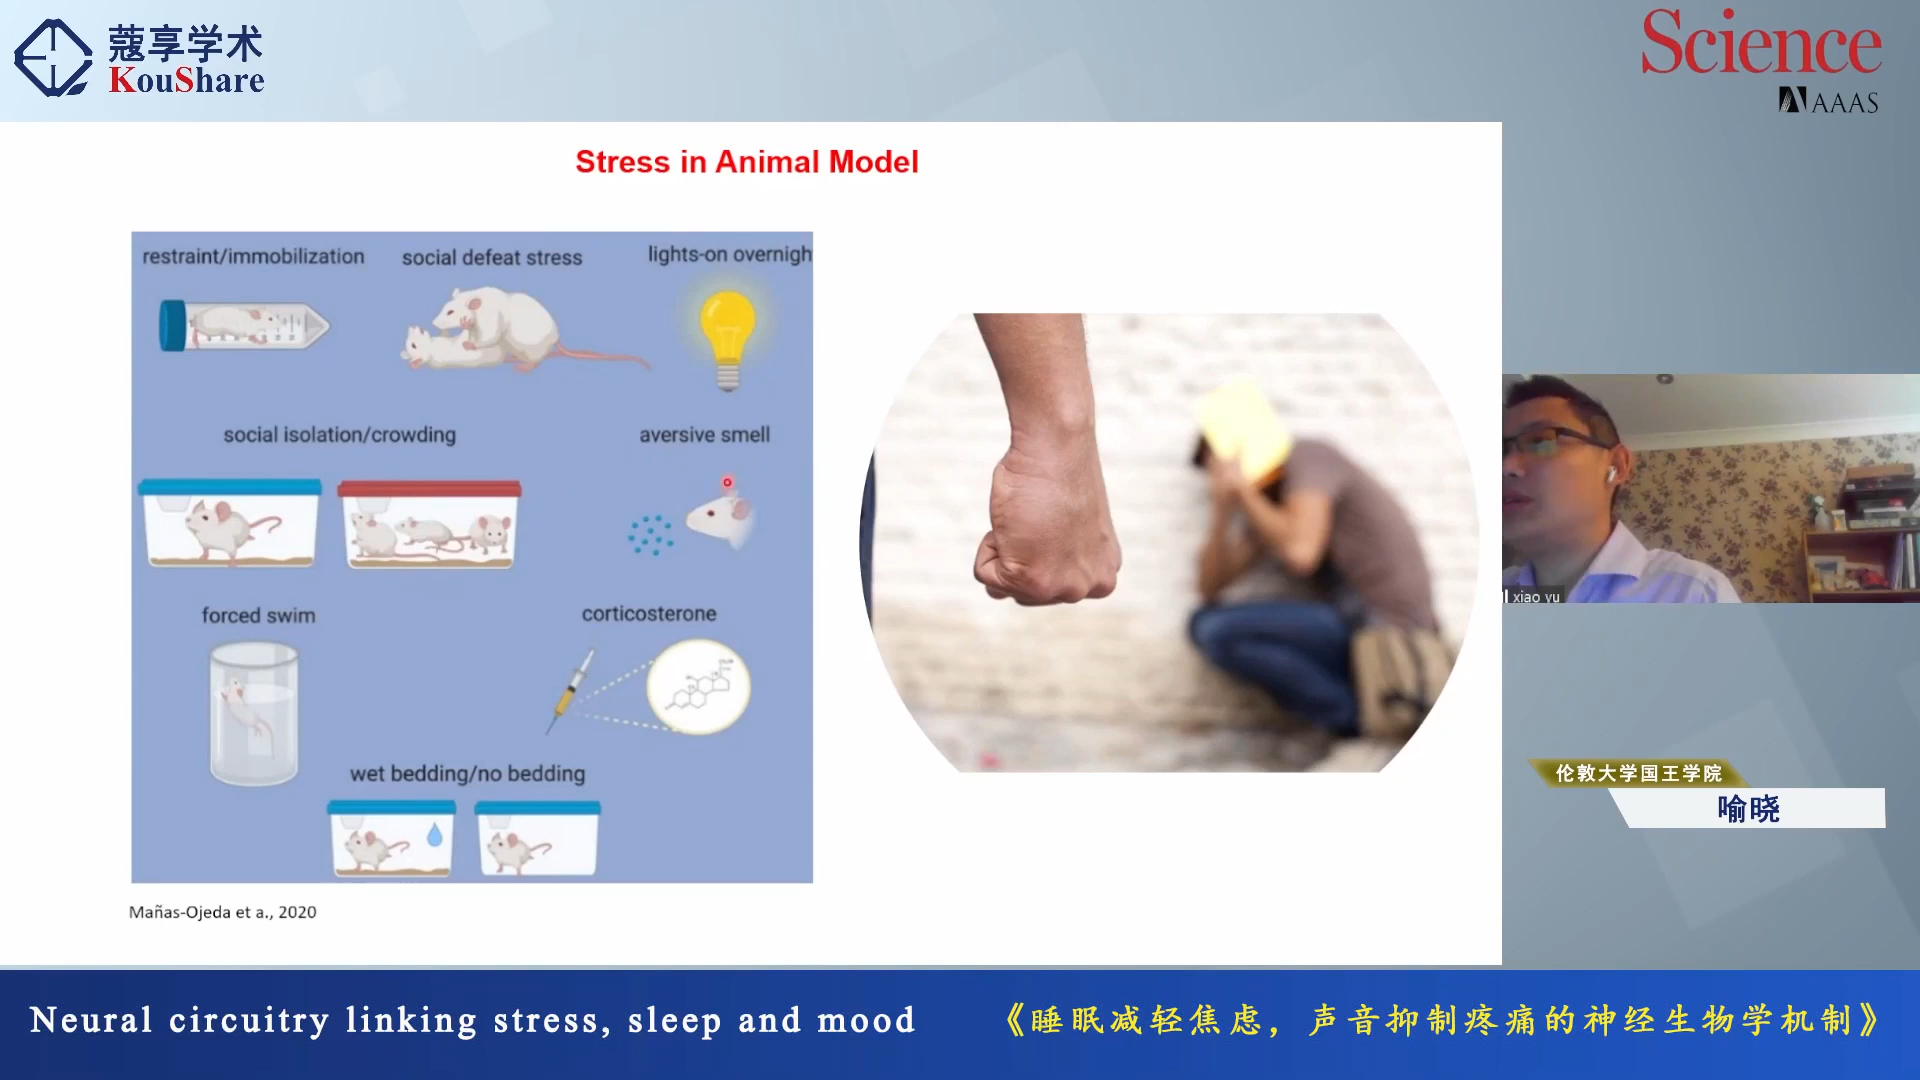 蔻享学术
KouShare
Science
AAAS
Stress in Animal Model
restraint/immobilization
social defeat stress
lights-on overnigh
social isolation/crowding
aversive smell
forced swim
corticosterone
wet bedding/no bedding
Mañas-Ojeda et a., 2020
xiao yu
伦敦大学国王学院
喻晓
Neural circuitry linking stress, sleep and mood
《睡眠减轻焦虑，声音抑制疼痛的神经生物学机制》